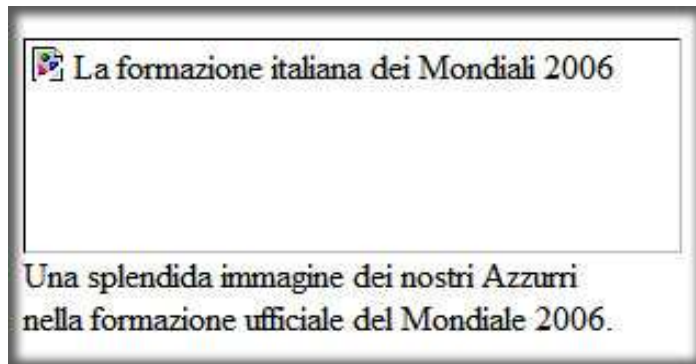 La formazione italiana dei Mondiali 2006
Una splendida immagine dei nostri Azzurri
nella formazione ufficiale del Mondiale 2006.